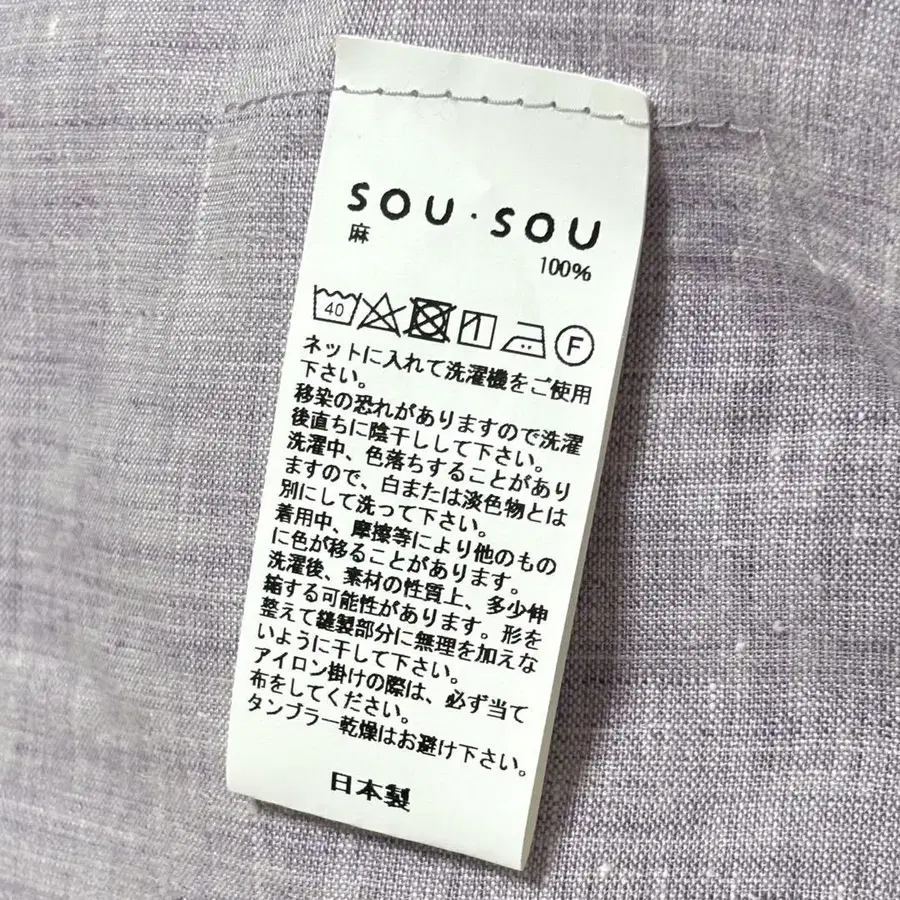 SOU・SOU
麻
100%
40
F
ネットに入れて洗濯機をご使用
下さい。
移染の恐れがありますので洗濯
後直ちに陰干しして下さい。
洗濯中、色落ちすることがあり
ますので、白または淡色物とは
別にして洗って下さい。
着用中、摩擦等により他のもの
に色が移ることがあります。
洗濯後、素材の性質上、多少伸
縮する可能性があります。形を
整えて縫製部分に無理を加えな
いように干して下さい。
アイロン掛けの際は、必ず当て
布をしてください。
タンブラー乾燥はお避け下さい。
日本製